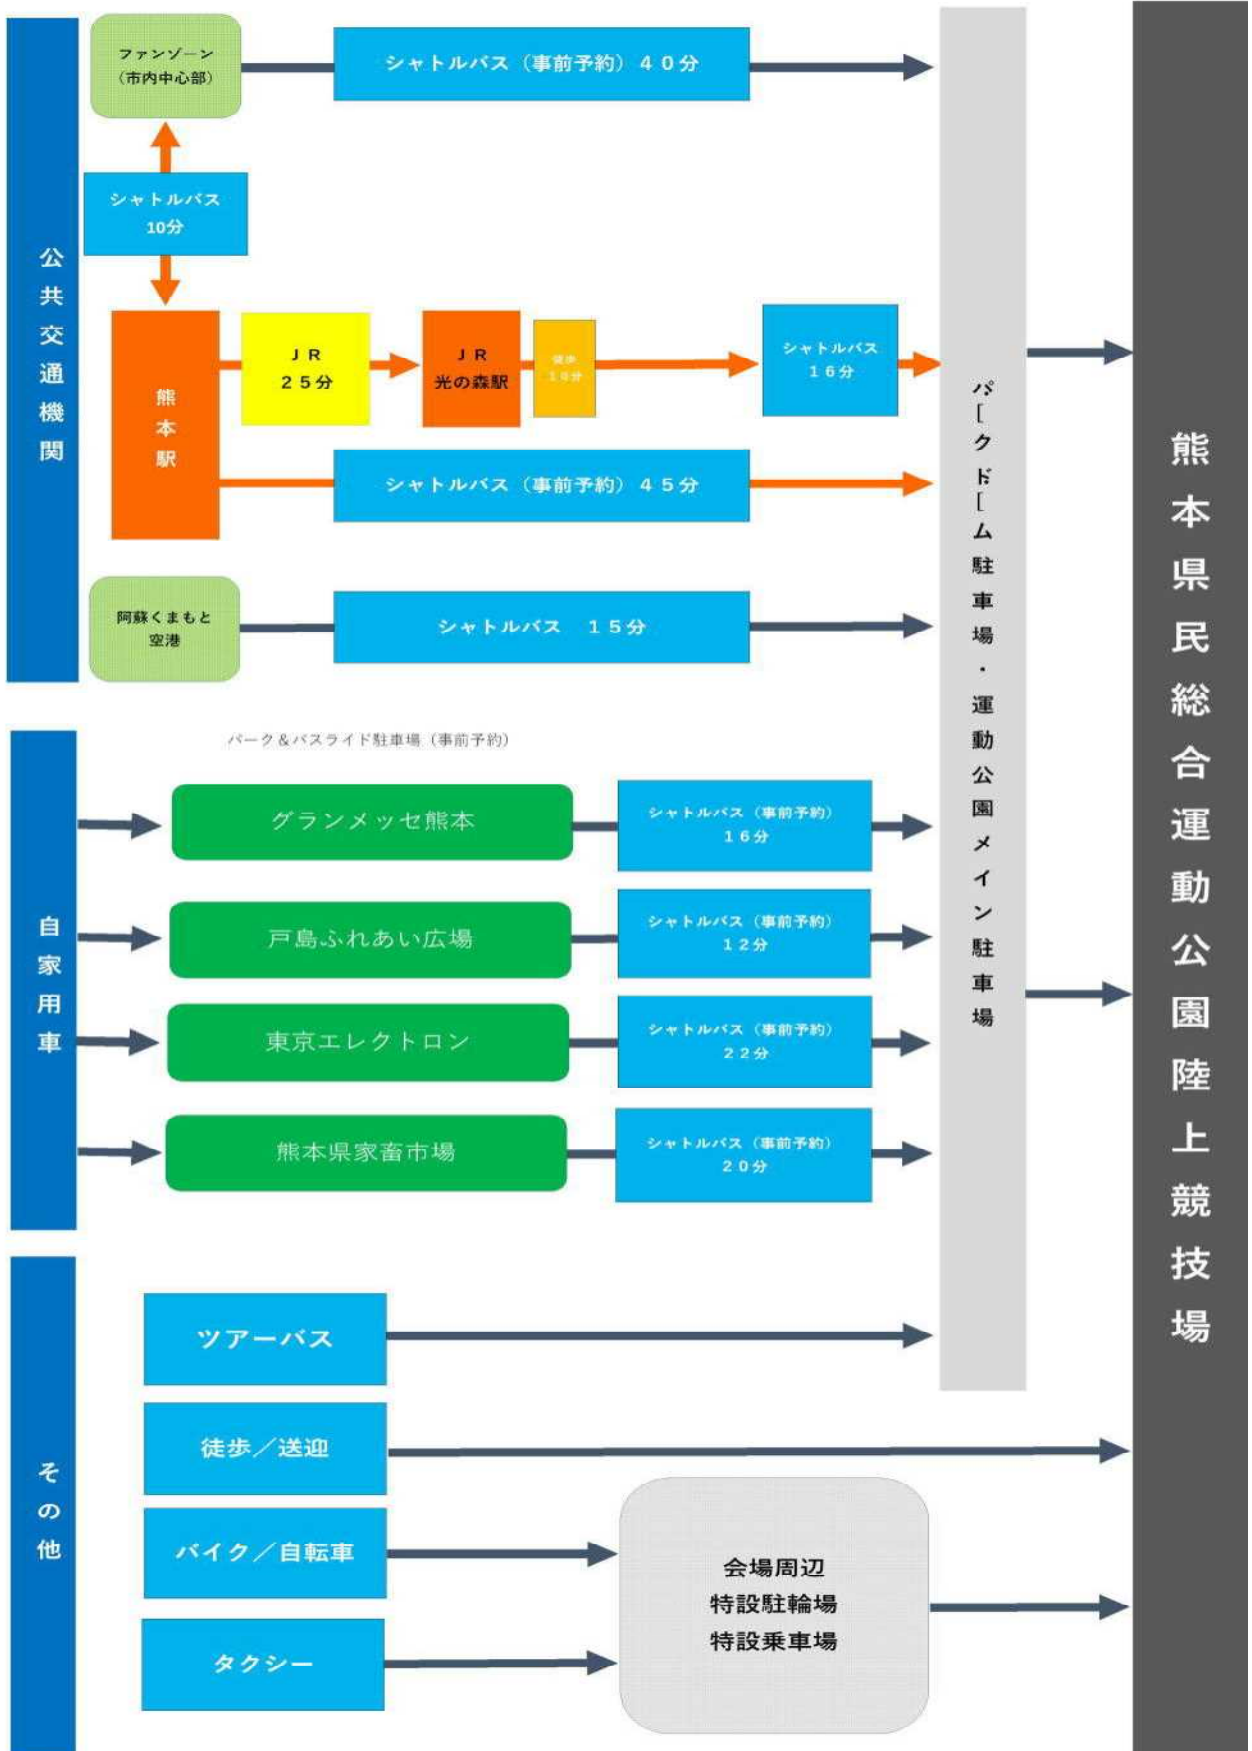 公共交通機関
ファンゾーン
（市内中心部）
シャトルバス（事前予約）４０分
シャトルバス
10分
熊本駅
ＪＲ
２５分
ＪＲ
光の森駅
徒歩
１０分
シャトルバス
１６分
シャトルバス（事前予約）４５分
阿蘇くまもと
空港
シャトルバス　１５分
自家用車
パーク＆バスライド駐車場（事前予約）
グランメッセ熊本
シャトルバス（事前予約）
１６分
戸島ふれあい広場
シャトルバス（事前予約）
１２分
東京エレクトロン
シャトルバス（事前予約）
２２分
熊本県家畜市場
シャトルバス（事前予約）
２０分
その他
ツアーバス
徒歩／送迎
バイク／自転車
タクシー
会場周辺
特設駐輪場
特設乗車場
パークドーム駐車場・運動公園メイン駐車場
熊本県民総合運動公園陸上競技場